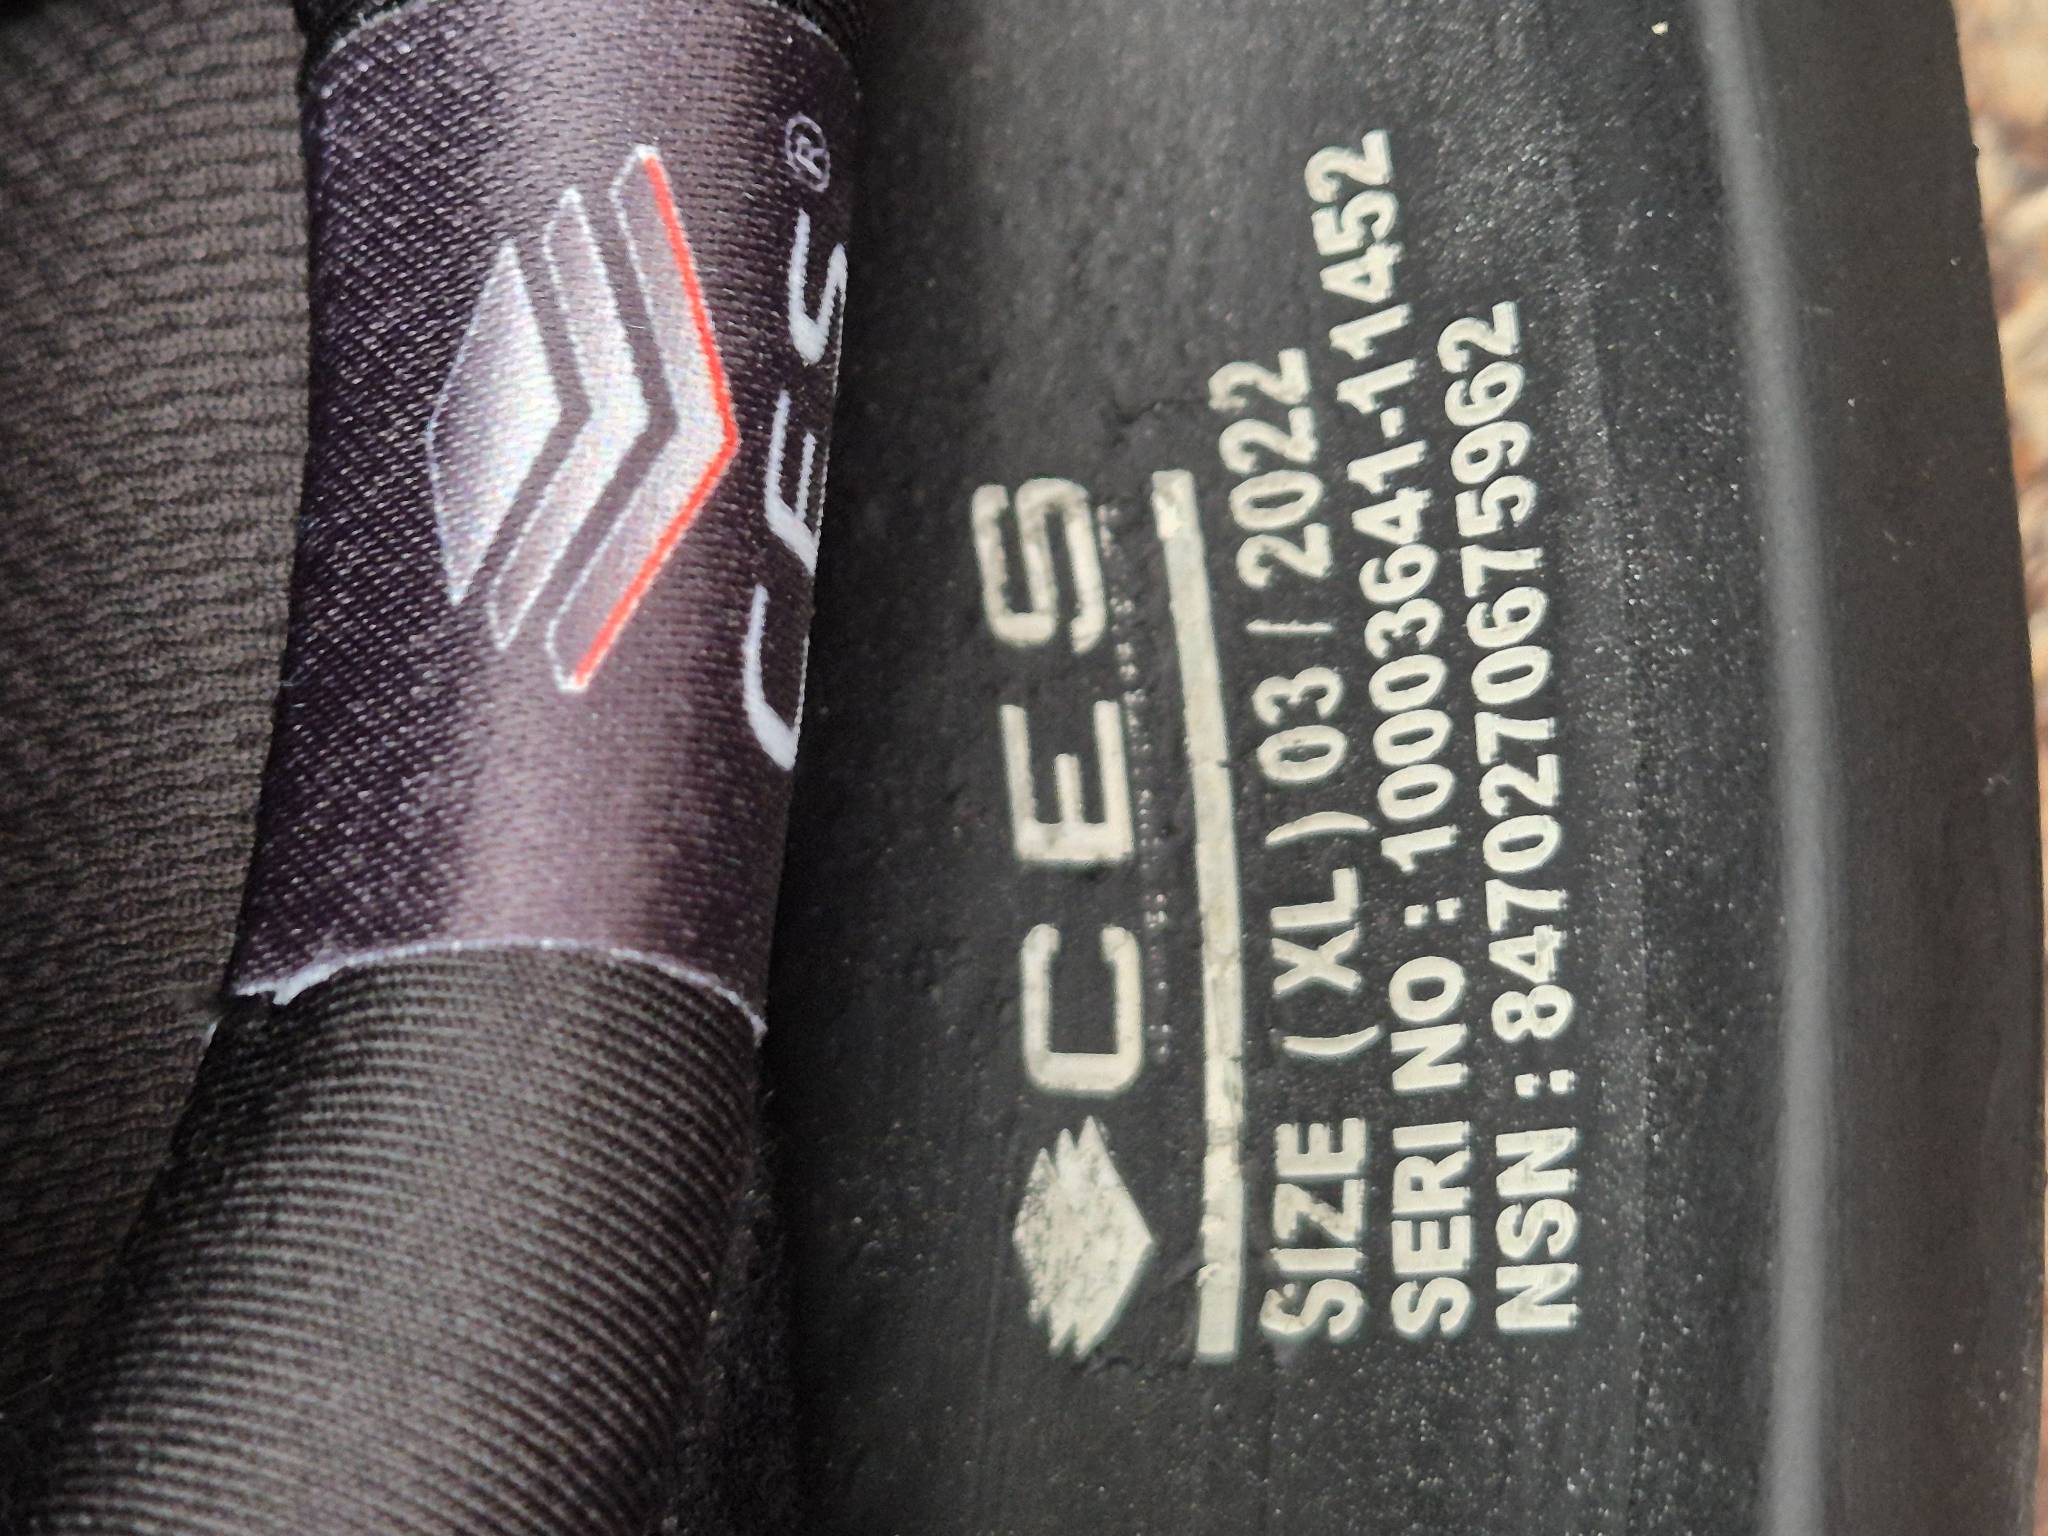 CES®
CES
SIZE ( XL ) 03 / 2022
SERI NO : 10003641-11452
NSN : 8470270675962